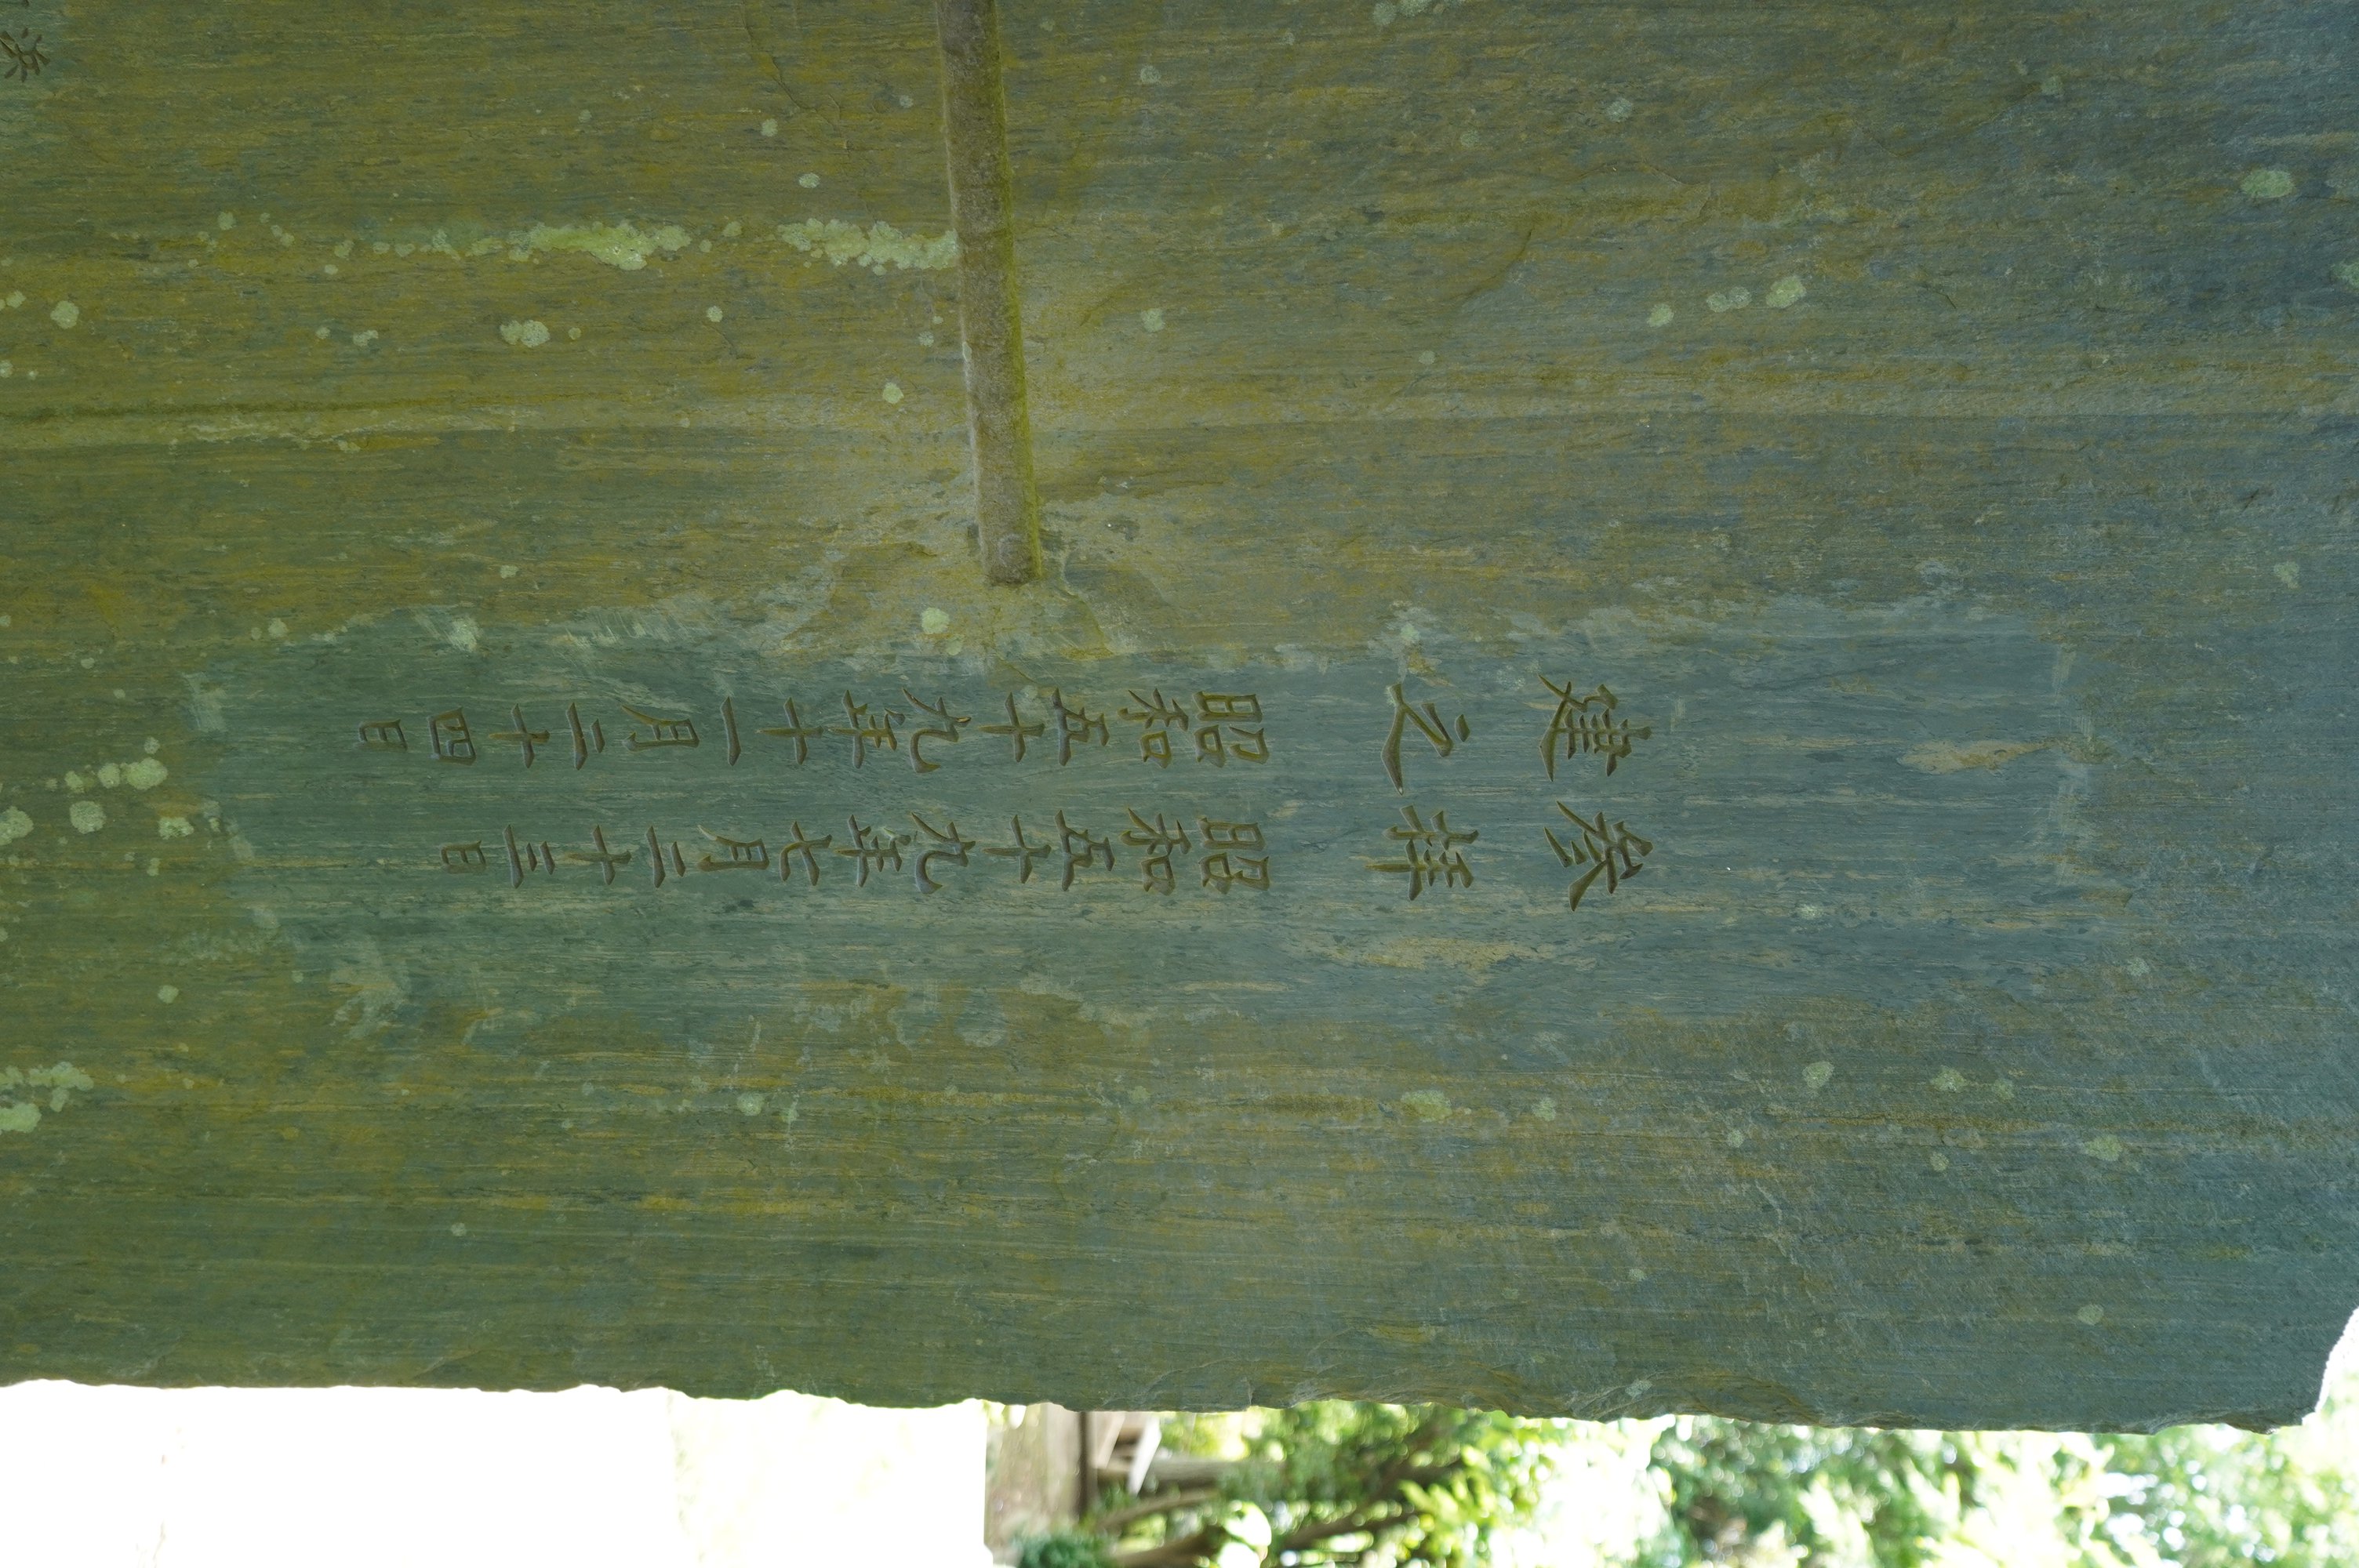 参拝　昭和五十九年七月二十三日
建之　昭和五十九年十一月二十四日